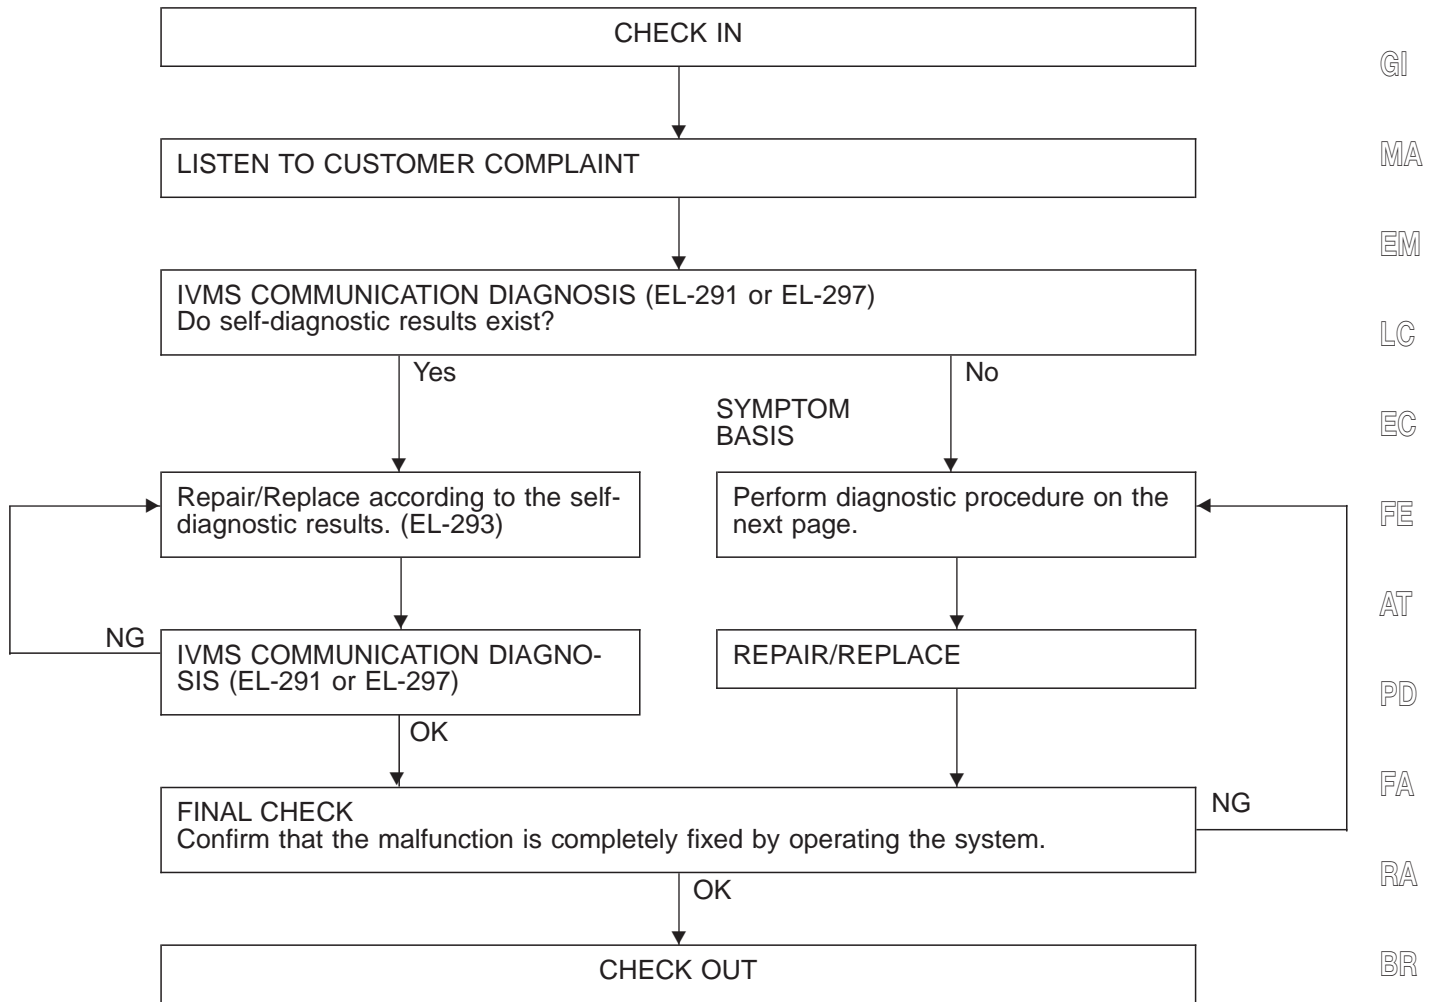 CHECK IN
LISTEN TO CUSTOMER COMPLAINT
IVMS COMMUNICATION DIAGNOSIS (EL-291 or EL-297)
Do self-diagnostic results exist?
Yes
No
SYMPTOM
BASIS
Repair/Replace according to the self-
diagnostic results. (EL-293)
Perform diagnostic procedure on the
next page.
NG
IVMS COMMUNICATION DIAGNO-
SIS (EL-291 or EL-297)
REPAIR/REPLACE
OK
FINAL CHECK
Confirm that the malfunction is completely fixed by operating the system.
NG
OK
CHECK OUT
GI
MA
EM
LC
EC
FE
AT
PD
FA
RA
BR